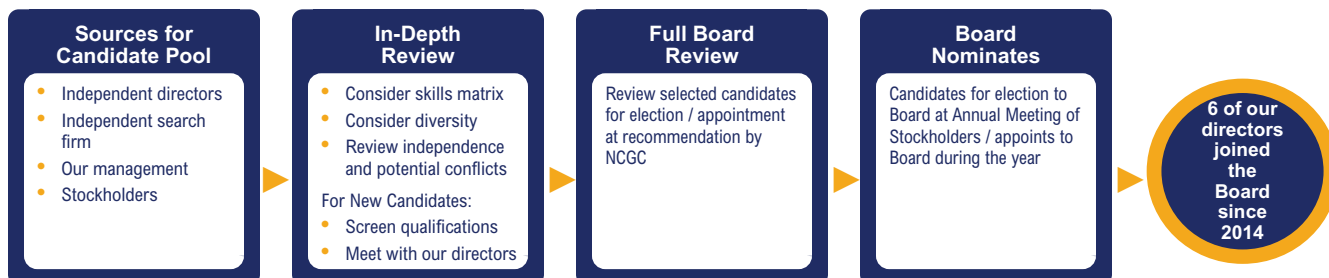 Sources for
Candidate Pool
• Independent directors
• Independent search
firm
• Our management
• Stockholders
In-Depth
Review
• Consider skills matrix
• Consider diversity
• Review independence
and potential conflicts
For New Candidates:
• Screen qualifications
• Meet with our directors
Full Board
Review
Review selected candidates
for election / appointment
at recommendation by
NCGC
Board
Nominates
Candidates for election to
Board at Annual Meeting of
Stockholders / appoints to
Board during the year
6 of our
directors
joined
the
Board
since
2014